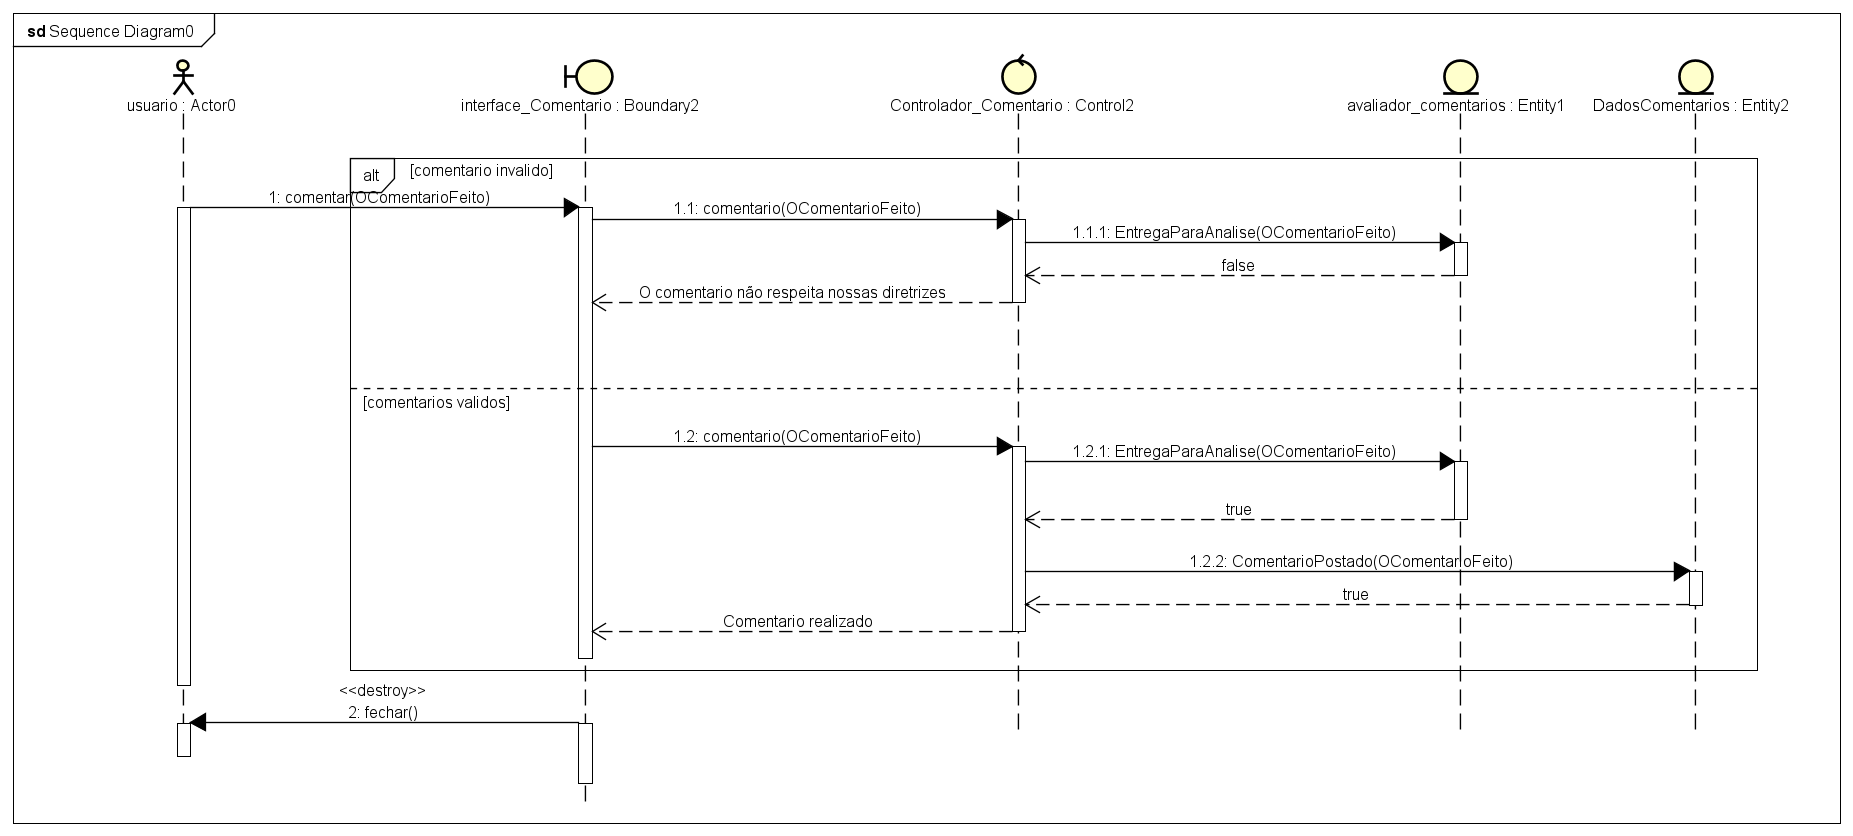 sd Sequence Diagram0
usuario : Actor0
interface_Comentario : Boundary2
Controlador_Comentario : Control2
avaliador_comentarios : Entity1
DadosComentarios : Entity2
alt
[comentario invalido]
1: comentar(OComentarioFeito)
1.1: comentario(OComentarioFeito)
1.1.1: EntregaParaAnalise(OComentarioFeito)
false
O comentario não respeita nossas diretrizes
[comentarios validos]
1.2: comentario(OComentarioFeito)
1.2.1: EntregaParaAnalise(OComentarioFeito)
true
1.2.2: ComentarioPostado(OComentarioFeito)
true
Comentario realizado
<<destroy>>
2: fechar()